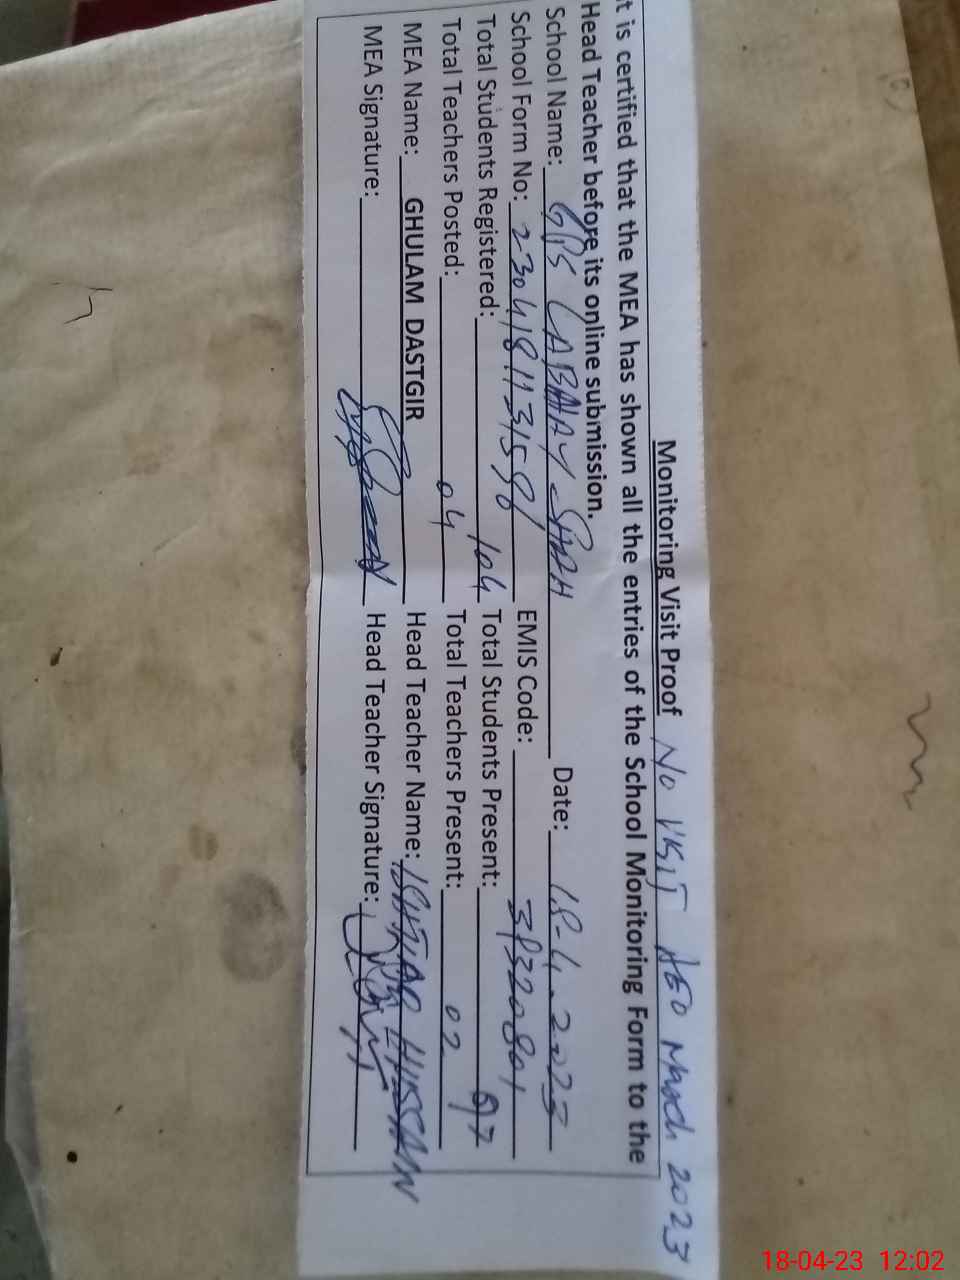 Monitoring Visit Proof No VISIT AEO March 2023
It is certified that the MEA has shown all the entries of the School Monitoring Form to the
Head Teacher before its online submission.
School Name: GPS LABHAY SHAH Date: 18-4-2023
School Form No: EMIS Code:
Total Students Registered: 104 Total Students Present: 97
Total Teachers Posted: 04 Total Teachers Present: 02
MEA Name: GHULAM DASTGIR Head Teacher Name: HUSSAIN
MEA Signature: Head Teacher Signature:
18-04-23 12:02